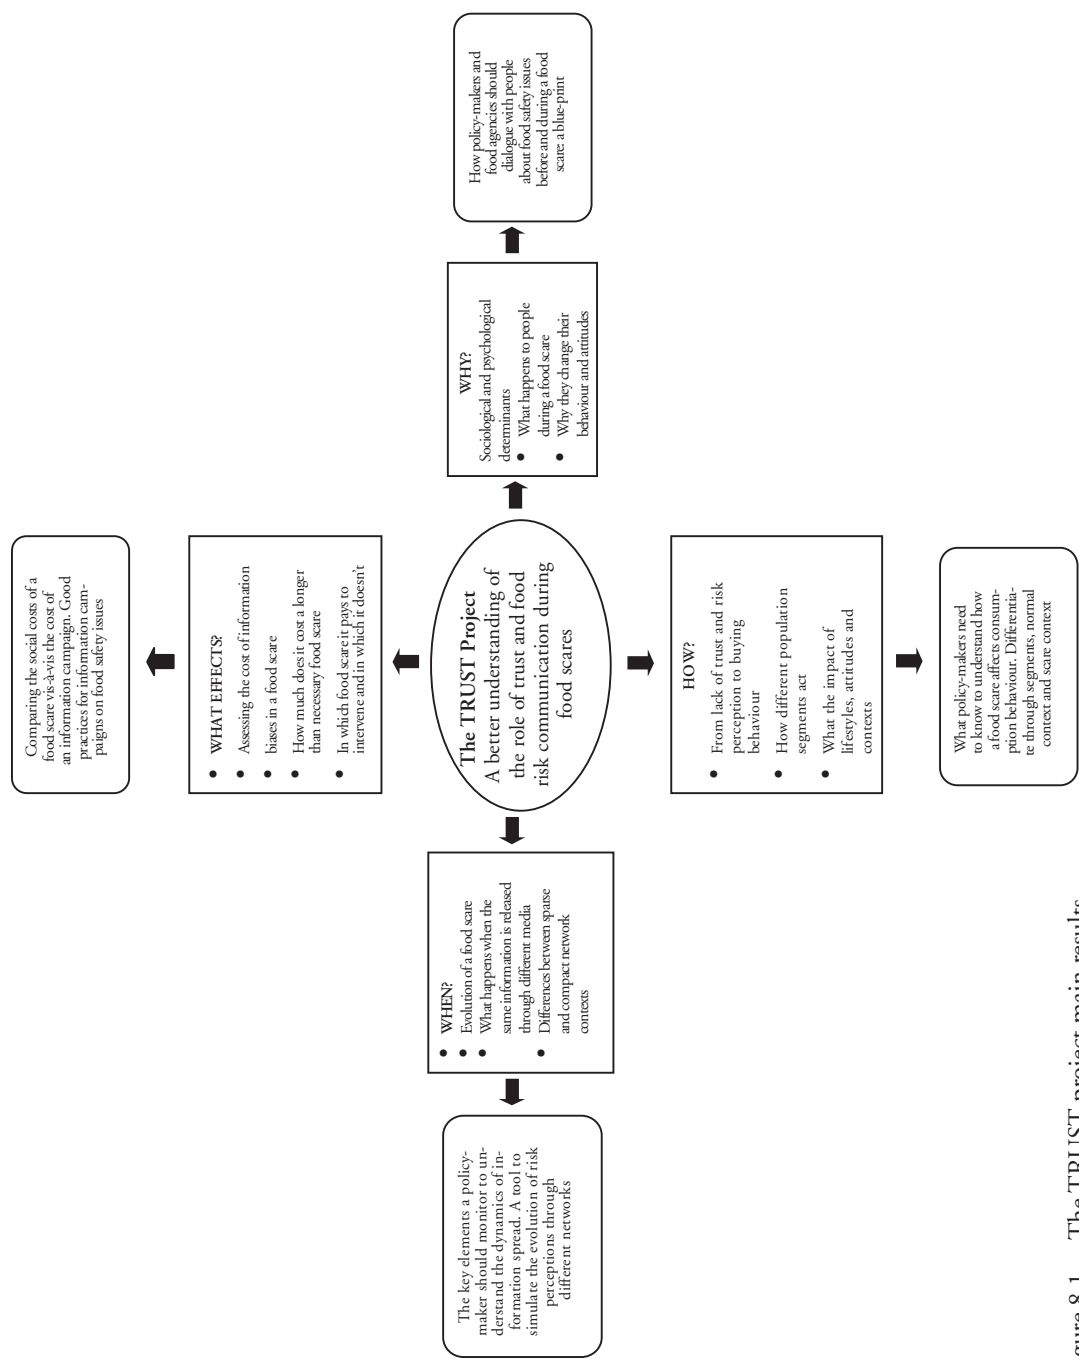 Comparing the social costs of a
food scare vis-à-vis the cost of
an information campaign. Good
practices for information cam-
paigns on food safety issues
• WHAT EFFECTS?
• Assessing the cost of information
• biases in a food scare
• How much does it cost a longer
than necessary food scare
• In which food scare it pays to
intervene and in which it doesn't
The key elements a policy-
maker should monitor to un-
derstand the dynamics of in-
formation spread. A tool to
simulate the evolution of risk
perceptions through
different networks
• WHEN?
• Evolution of a food scare
• What happens when the
same information is released
through different media
• Differences between sparse
and compact network
contexts
The TRUST Project
A better understanding of
the role of trust and food
risk communication during
food scares
WHY?
Sociological and psychological
determinants
• What happens to people
during a food scare
• Why they change their
behaviour and attitudes
How policy-makers and
food agencies should
dialogue with people
about food safety issues
before and during a food
scare: a blue-print
HOW?
• From lack of trust and risk
perception to buying
behaviour
• How different population
segments act
• What the impact of
lifestyles, attitudes and
contexts
What policy-makers need
to know to understand how
a food scare affects consum-
ption behaviour. Differentia-
te through segments, normal
context and scare context
gure 8.1 The TRUST project main results